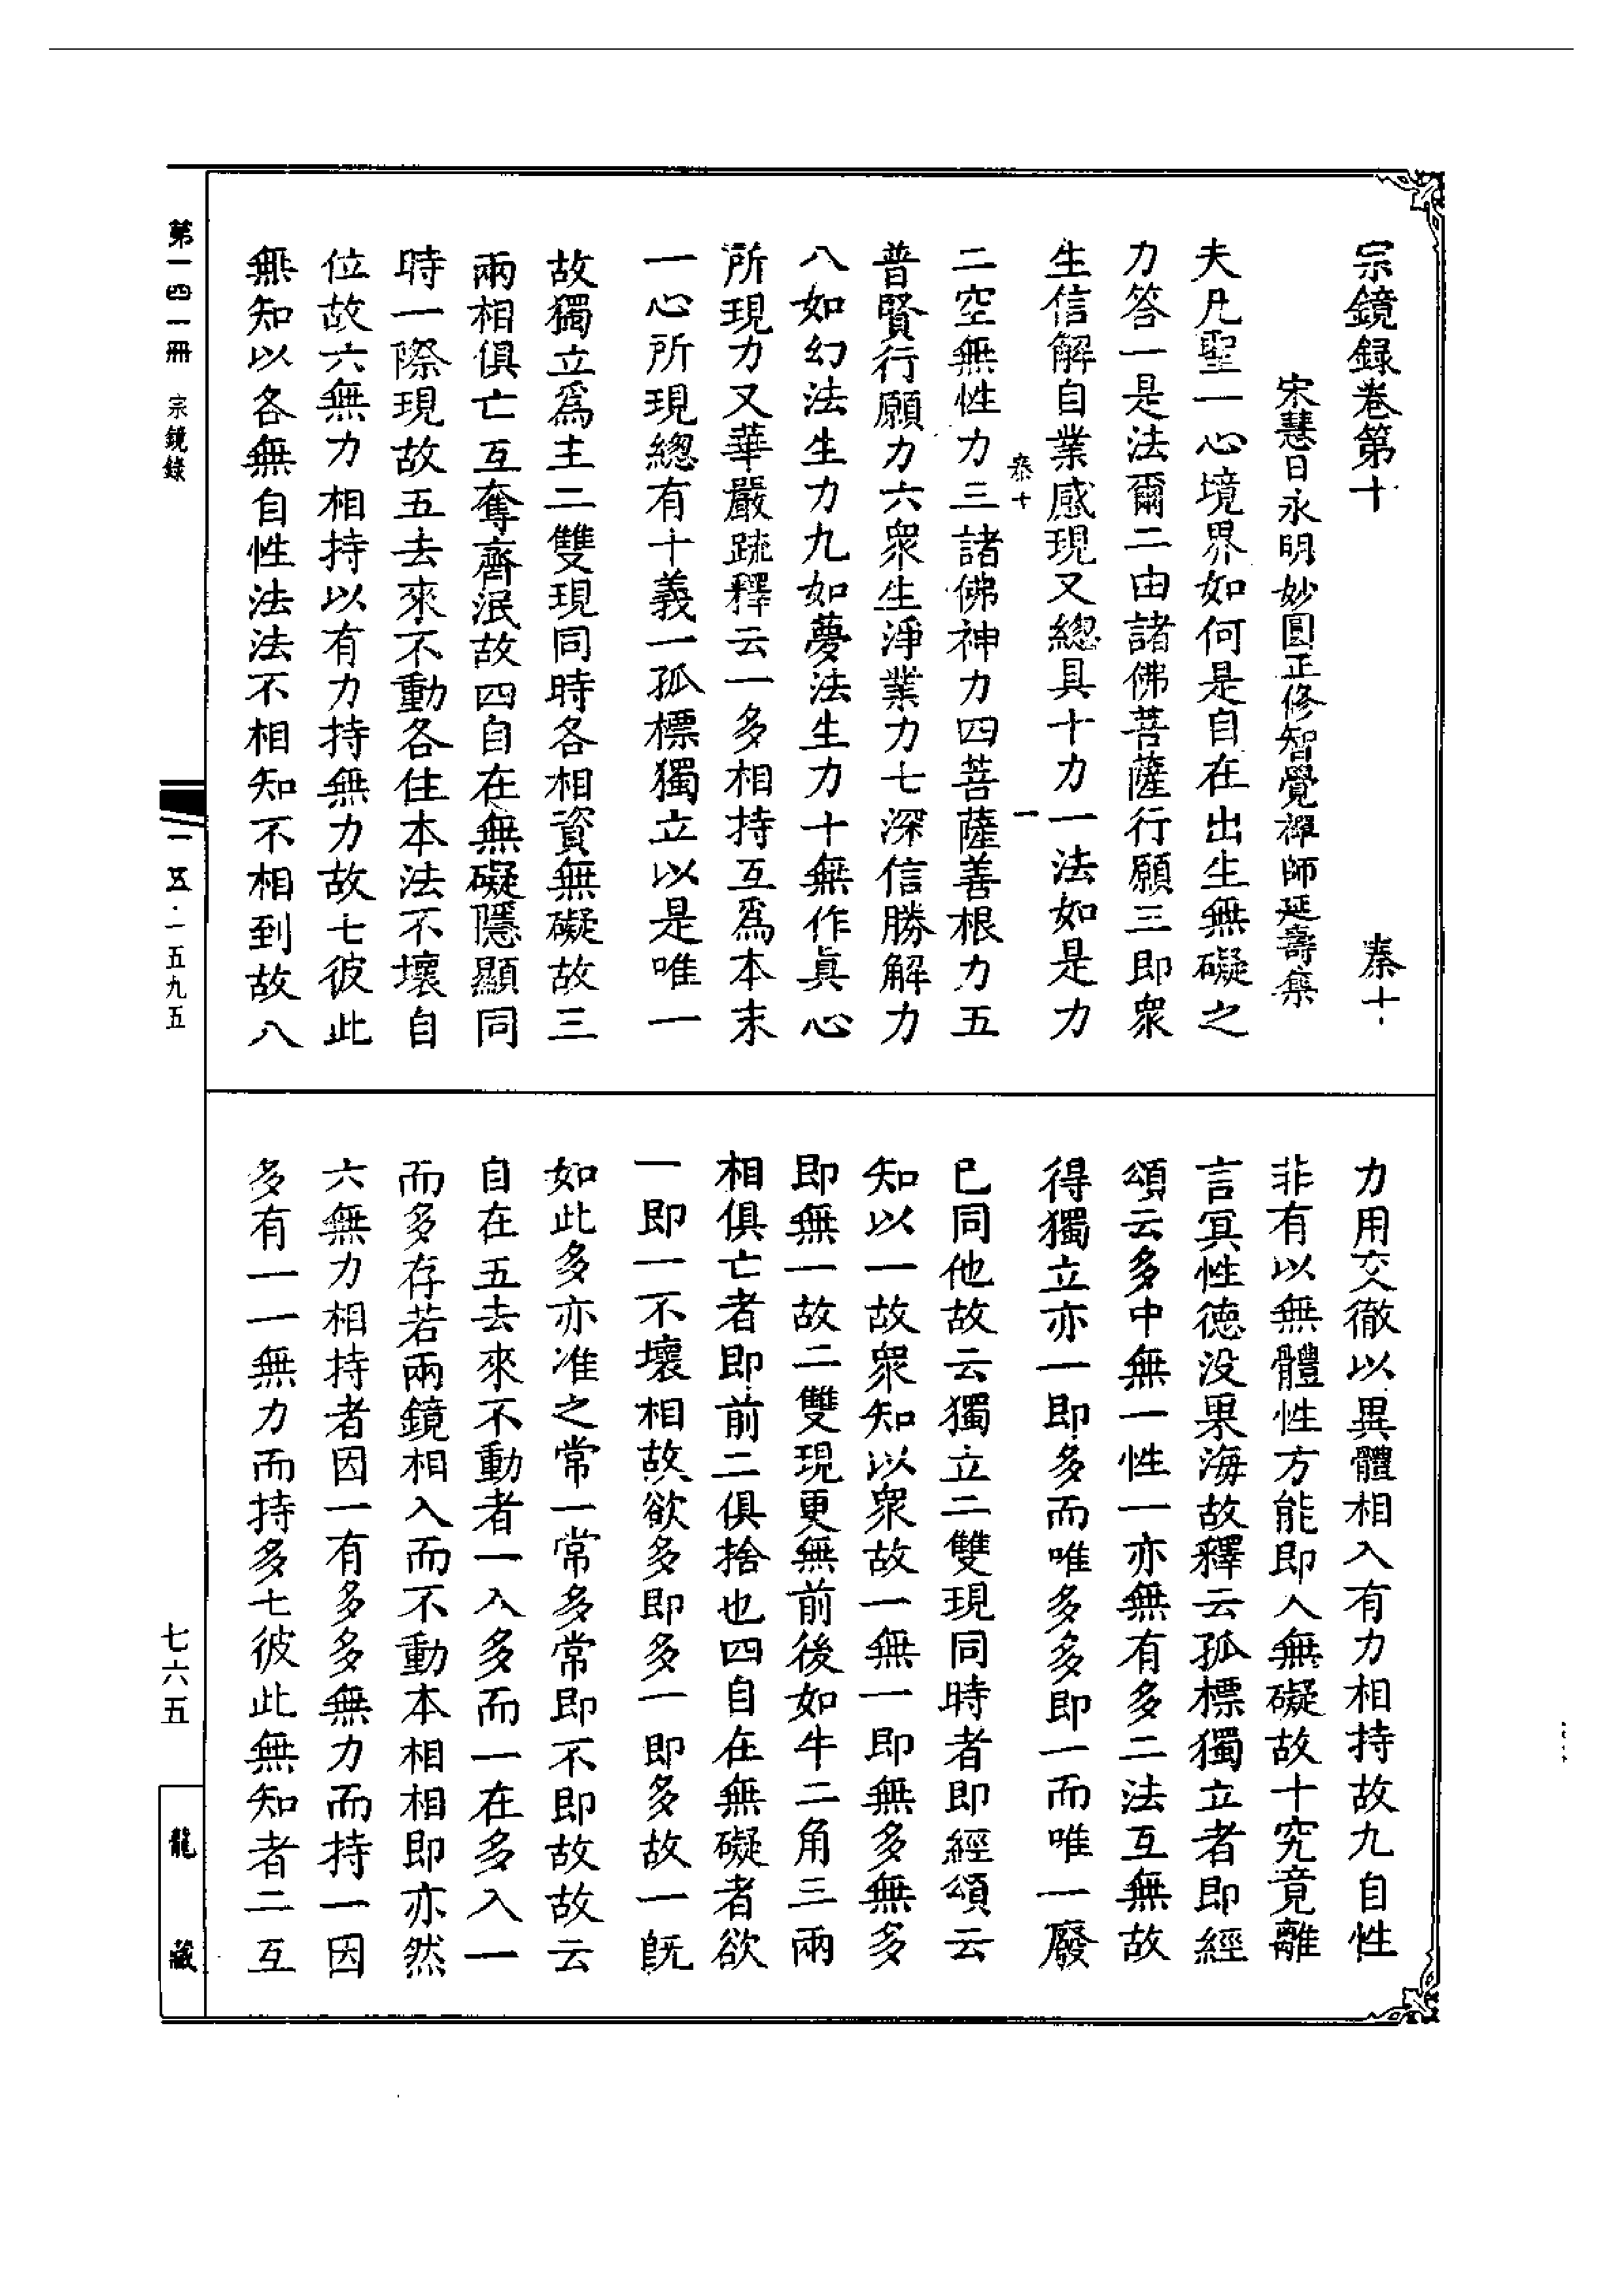 宗鏡録卷第十 秦十
宋慧日永明妙圓正修智覺禪師延壽集
夫凡聖一心境界如何是自在出生無礙之
力答一是法爾二由諸佛菩薩行願三即衆
生信解自業感現又總具十力一法如是力
秦十 一
二空無性力三諸佛神力四菩薩善根力五
普賢行願力六衆生淨業力七深信勝解力
八如幻法生力九如夢法生力十無作眞心
所現力又華嚴䟽釋云一多相持互爲本末
一心所現總有十義一孤標獨立以是唯一
故獨立爲主二雙現同時各相資無礙故三
兩相俱亡互奪齊泯故四自在無礙隱顯同
時一際現故五去來不動各住本法不壞自
位故六無力相持以有力持無力故七彼此
無知以各無自性法法不相知不相到故八
力用交徹以異體相入有力相持故九自性
非有以無體性方能即入無礙故十究竟離
言冥性德没果海故釋云孤標獨立者即經
頌云多中無一性一亦無有多二法互無故
得獨立亦一即多而唯多多即一而唯一廢
已同他故云獨立二雙現同時者即經頌云
知以一故衆知以衆故一無一即無多無多
即無一故二雙現更無前後如牛二角三兩
相俱亡者即前二俱捨也四自在無礙者欲
一即一不壞相故欲多即多一即多故一既
如此多亦准之常一常多常即不即故故云
自在五去來不動者一入多而一在多入一
而多存若兩鏡相入而不動本相相即亦然
六無力相持者因一有多多無力而持一因
多有一一無力而持多七彼此無知者二互
第一四一冊 宗鏡錄
一五·一五九五
七六五
龍藏